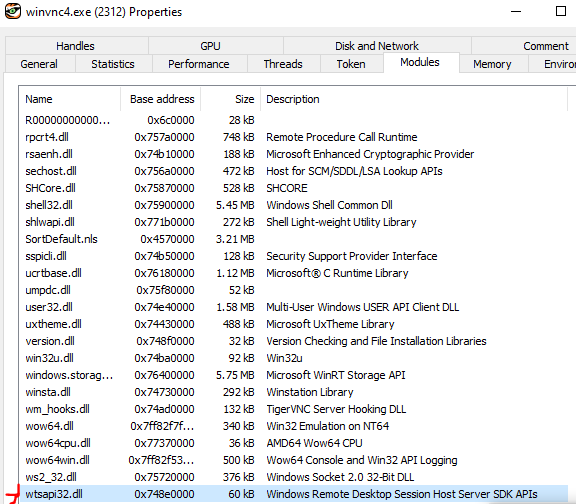 winvnc4.exe (2312) Properties
Handles GPU Disk and Network Comment
General Statistics Performance Threads Token Modules Memory Enviro
Name Base address Size Description
R00000000000... 0x6c0000 28 kB
rpcrt4.dll 0x757a0000 748 kB Remote Procedure Call Runtime
rsaenh.dll 0x74b10000 188 kB Microsoft Enhanced Cryptographic Provider
sechost.dll 0x756a0000 472 kB Host for SCM/SDDL/LSA Lookup APIs
SHCore.dll 0x75870000 528 kB SHCORE
shell32.dll 0x75900000 5.45 MB Windows Shell Common Dll
shlwapi.dll 0x771b0000 272 kB Shell Light-weight Utility Library
SortDefault.nls 0x4570000 3.21 MB
sspicli.dll 0x74b50000 128 kB Security Support Provider Interface
ucrtbase.dll 0x76180000 1.12 MB Microsoft® C Runtime Library
umpdc.dll 0x75f80000 52 kB
user32.dll 0x74e40000 1.58 MB Multi-User Windows USER API Client DLL
uxtheme.dll 0x74430000 488 kB Microsoft UxTheme Library
version.dll 0x748f0000 32 kB Version Checking and File Installation Libraries
win32u.dll 0x74ba0000 92 kB Win32u
windows.storag... 0x76400000 5.75 MB Microsoft WinRT Storage API
winsta.dll 0x74730000 292 kB Winstation Library
wm_hooks.dll 0x74ad0000 132 kB TigerVNC Server Hooking DLL
wow64.dll 0x7ff82f7f... 340 kB Win32 Emulation on NT64
wow64cpu.dll 0x77370000 36 kB AMD64 Wow64 CPU
wow64win.dll 0x7ff82f53... 500 kB Wow64 Console and Win32 API Logging
ws2_32.dll 0x75720000 376 kB Windows Socket 2.0 32-Bit DLL
wtsapi32.dll 0x748e0000 60 kB Windows Remote Desktop Session Host Server SDK APIs